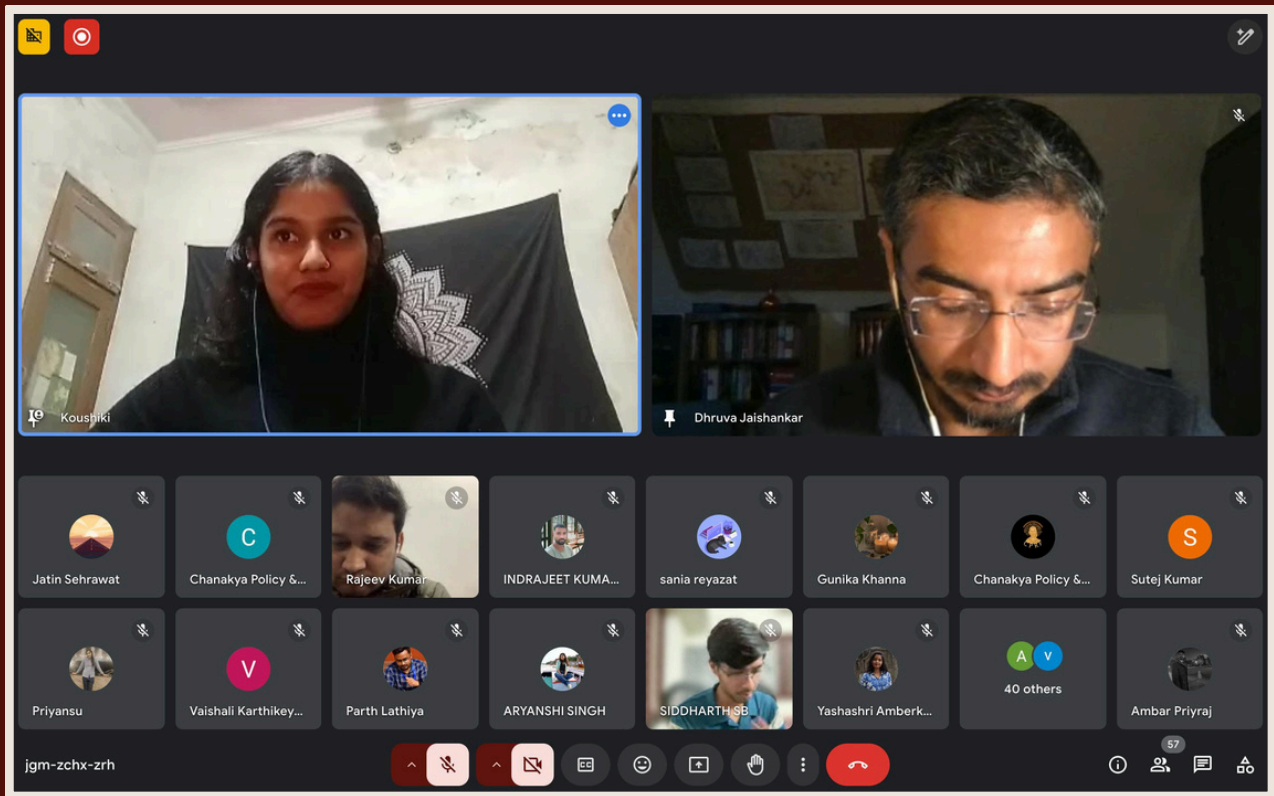 Koushiki
Dhruva Jaishankar
Jatin Sehrawat
C
Chanakya Policy &...
Rajeev Kumar
INDRAJEET KUMA...
sania reyazat
Gunika Khanna
Chanakya Policy &...
S
Sutej Kumar
Priyansu
V
Vaishali Karthikey...
Parth Lathiya
ARYANSHI SINGH
SIDDHARTH SB
Yashashri Amberk...
A V
40 others
Ambar Priyraj
57
jgm-zchx-zrh
CC